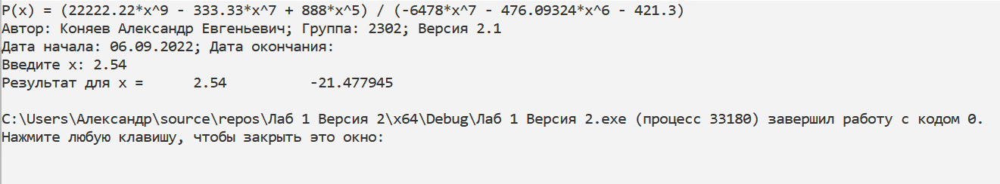 P(x) = (22222.22*x^9 - 333.33*x^7 + 888*x^5) / (-6478*x^7 - 476.09324*x^6 - 421.3)
Автор: Коняев Александр Евгеньевич; Группа: 2302; Версия 2.1
Дата начала: 06.09.2022; Дата окончания:
Введите x: 2.54
Результат для x =      2.54          -21.477945
C:\Users\Александр\source\repos\Лаб 1 Версия 2\x64\Debug\Лаб 1 Версия 2.exe (процесс 33180) завершил работу с кодом 0.
Нажмите любую клавишу, чтобы закрыть это окно: